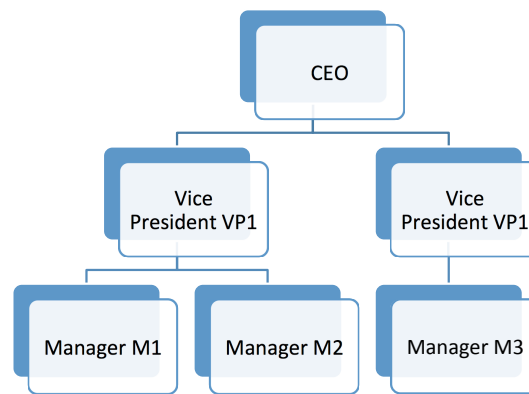 CEO
Vice
President VP1
Vice
President VP1
Manager M1
Manager M2
Manager M3